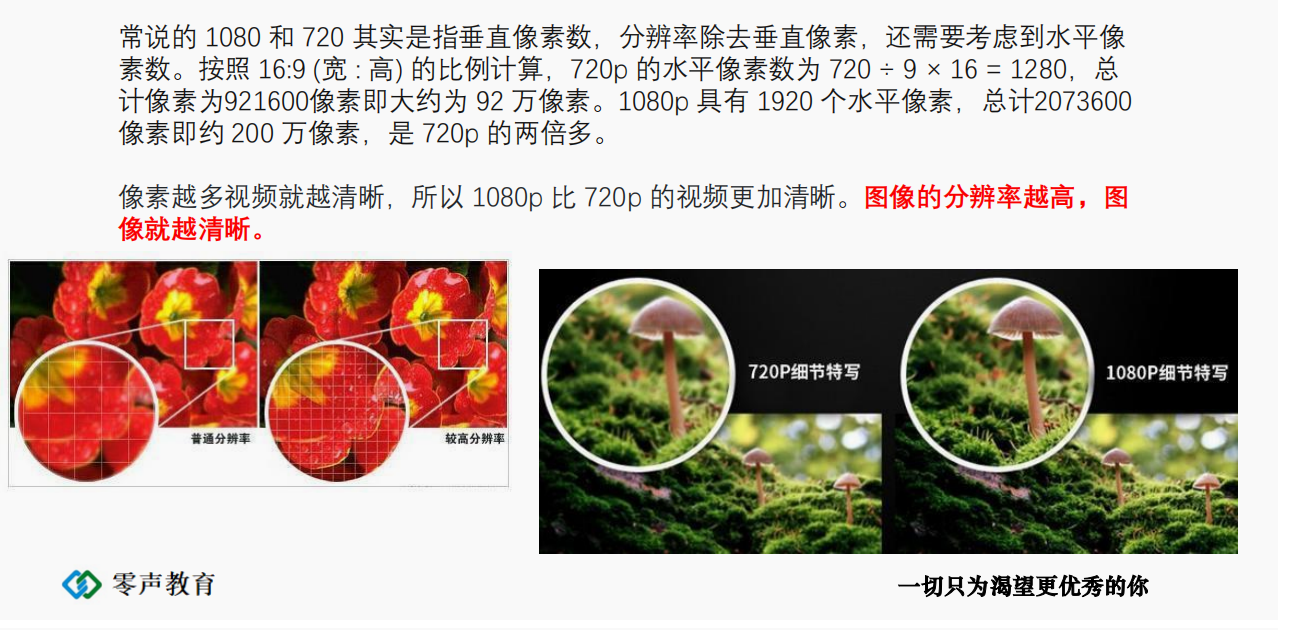 常说的 1080 和 720 其实是指垂直像素数，分辨率除去垂直像素，还需要考虑到水平像
素数。按照 16:9 (宽 : 高) 的比例计算，720p 的水平像素数为 720 ÷ 9 × 16 = 1280，总
计像素为921600像素即大约为 92 万像素。1080p 具有 1920 个水平像素，总计2073600
像素即约 200 万像素，是 720p 的两倍多。
像素越多视频就越清晰，所以 1080p 比 720p 的视频更加清晰。图像的分辨率越高，图
像就越清晰。
普通分辨率
较高分辨率
720P细节特写
1080P细节特写
零声教育
一切只为渴望更优秀的你